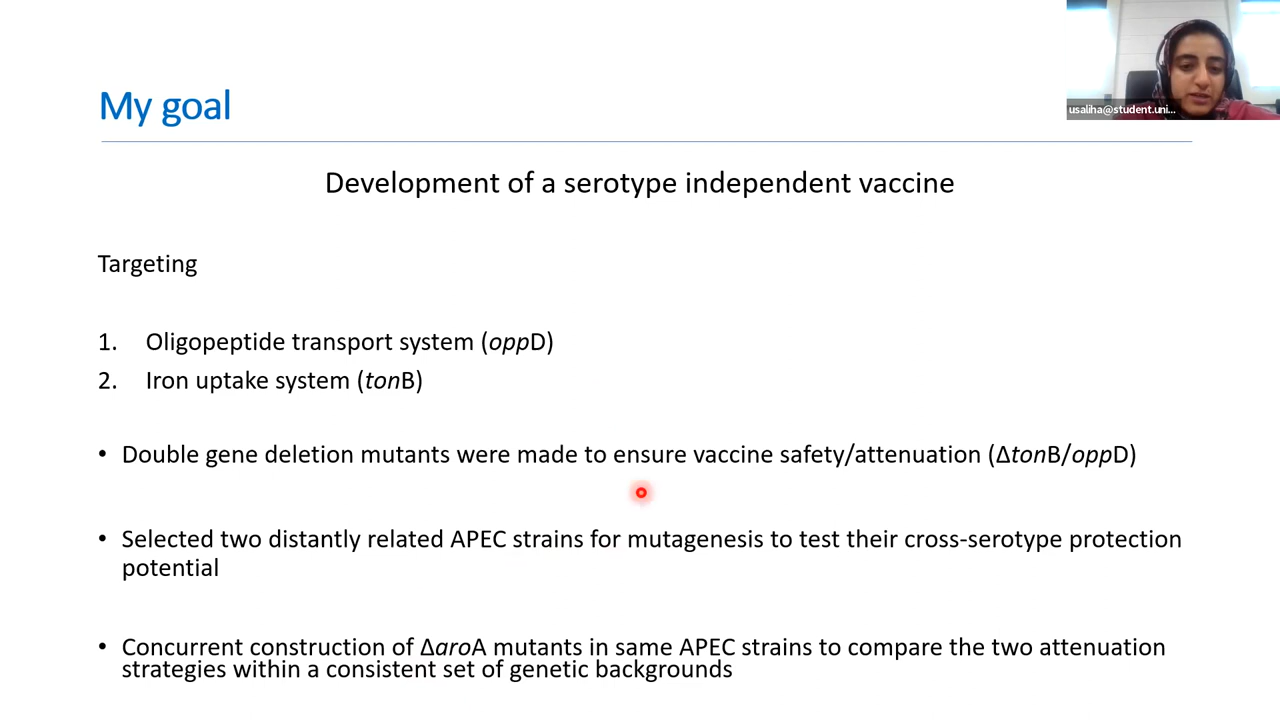 usaliha@student.uni...
My goal
Development of a serotype independent vaccine
Targeting
1. Oligopeptide transport system (oppD)
2. Iron uptake system (tonB)
• Double gene deletion mutants were made to ensure vaccine safety/attenuation (ΔtonB/oppD)
• Selected two distantly related APEC strains for mutagenesis to test their cross-serotype protection
potential
• Concurrent construction of ΔaroA mutants in same APEC strains to compare the two attenuation
strategies within a consistent set of genetic backgrounds